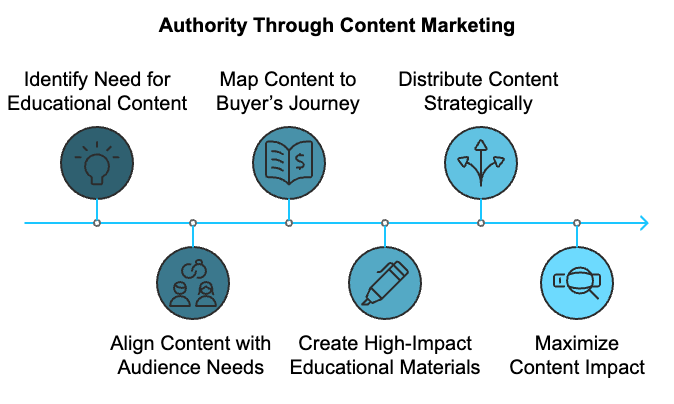 Authority Through Content Marketing
Identify Need for
Educational Content
Map Content to
Buyer’s Journey
Distribute Content
Strategically
$
Align Content with
Audience Needs
Create High-Impact
Educational Materials
Maximize
Content Impact